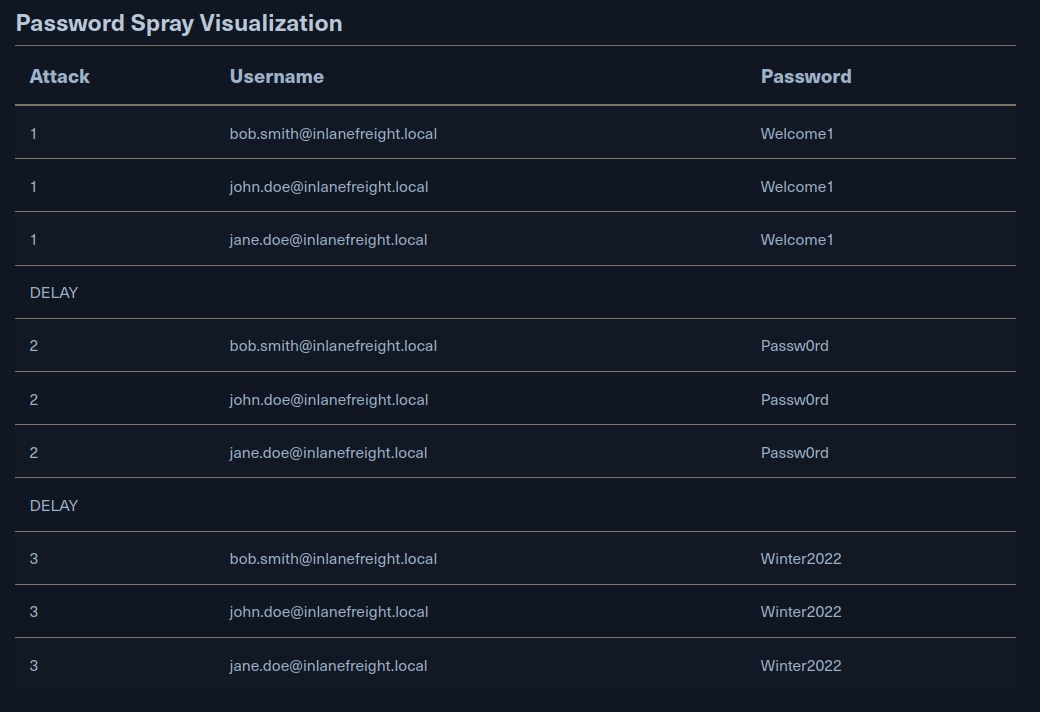 Password Spray Visualization
Attack Username Password
1 bob.smith@inlanefreight.local Welcome1
1 john.doe@inlanefreight.local Welcome1
1 jane.doe@inlanefreight.local Welcome1
DELAY
2 bob.smith@inlanefreight.local Passw0rd
2 john.doe@inlanefreight.local Passw0rd
2 jane.doe@inlanefreight.local Passw0rd
DELAY
3 bob.smith@inlanefreight.local Winter2022
3 john.doe@inlanefreight.local Winter2022
3 jane.doe@inlanefreight.local Winter2022